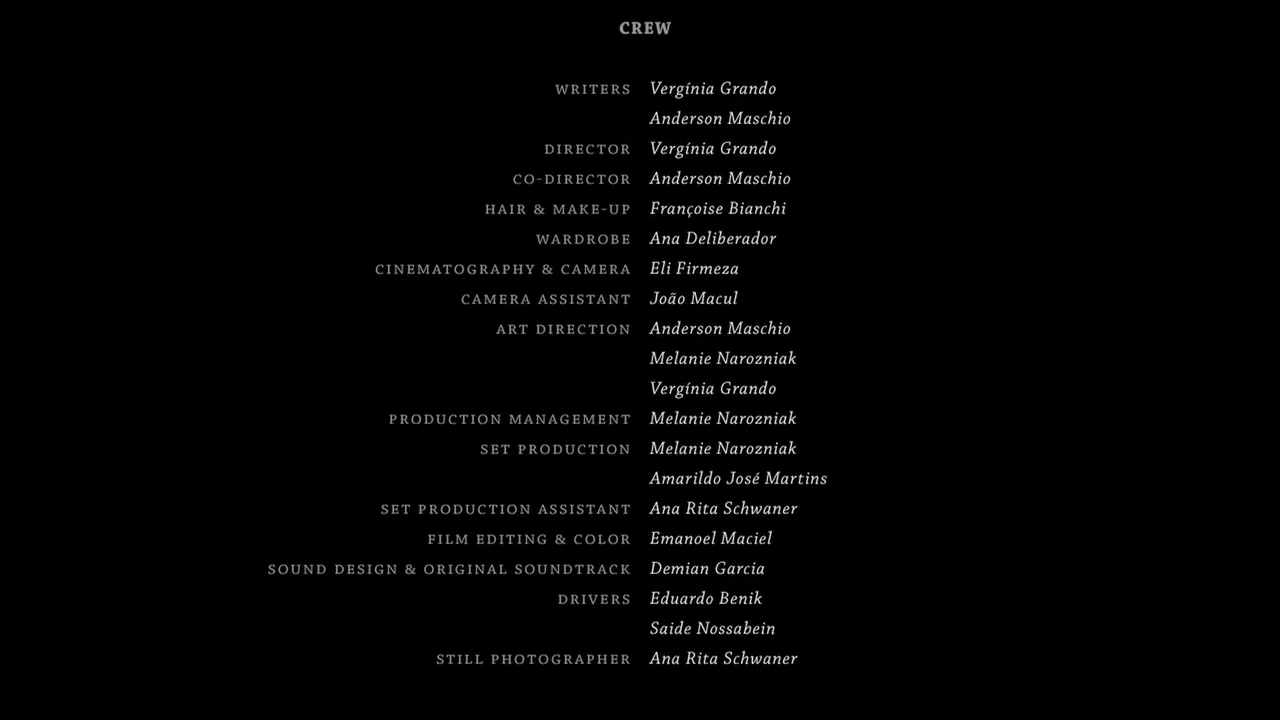 CREW
WRITERS Vergínia Grando
Anderson Maschio
DIRECTOR Vergínia Grando
CO-DIRECTOR Anderson Maschio
HAIR & MAKE-UP Françoise Bianchi
WARDROBE Ana Deliberador
CINEMATOGRAPHY & CAMERA Eli Firmeza
CAMERA ASSISTANT João Macul
ART DIRECTION Anderson Maschio
Melanie Narozniak
Vergínia Grando
PRODUCTION MANAGEMENT Melanie Narozniak
SET PRODUCTION Melanie Narozniak
Amarildo José Martins
SET PRODUCTION ASSISTANT Ana Rita Schwaner
FILM EDITING & COLOR Emanoel Maciel
SOUND DESIGN & ORIGINAL SOUNDTRACK Demian Garcia
DRIVERS Eduardo Benik
Saide Nossabein
STILL PHOTOGRAPHER Ana Rita Schwaner